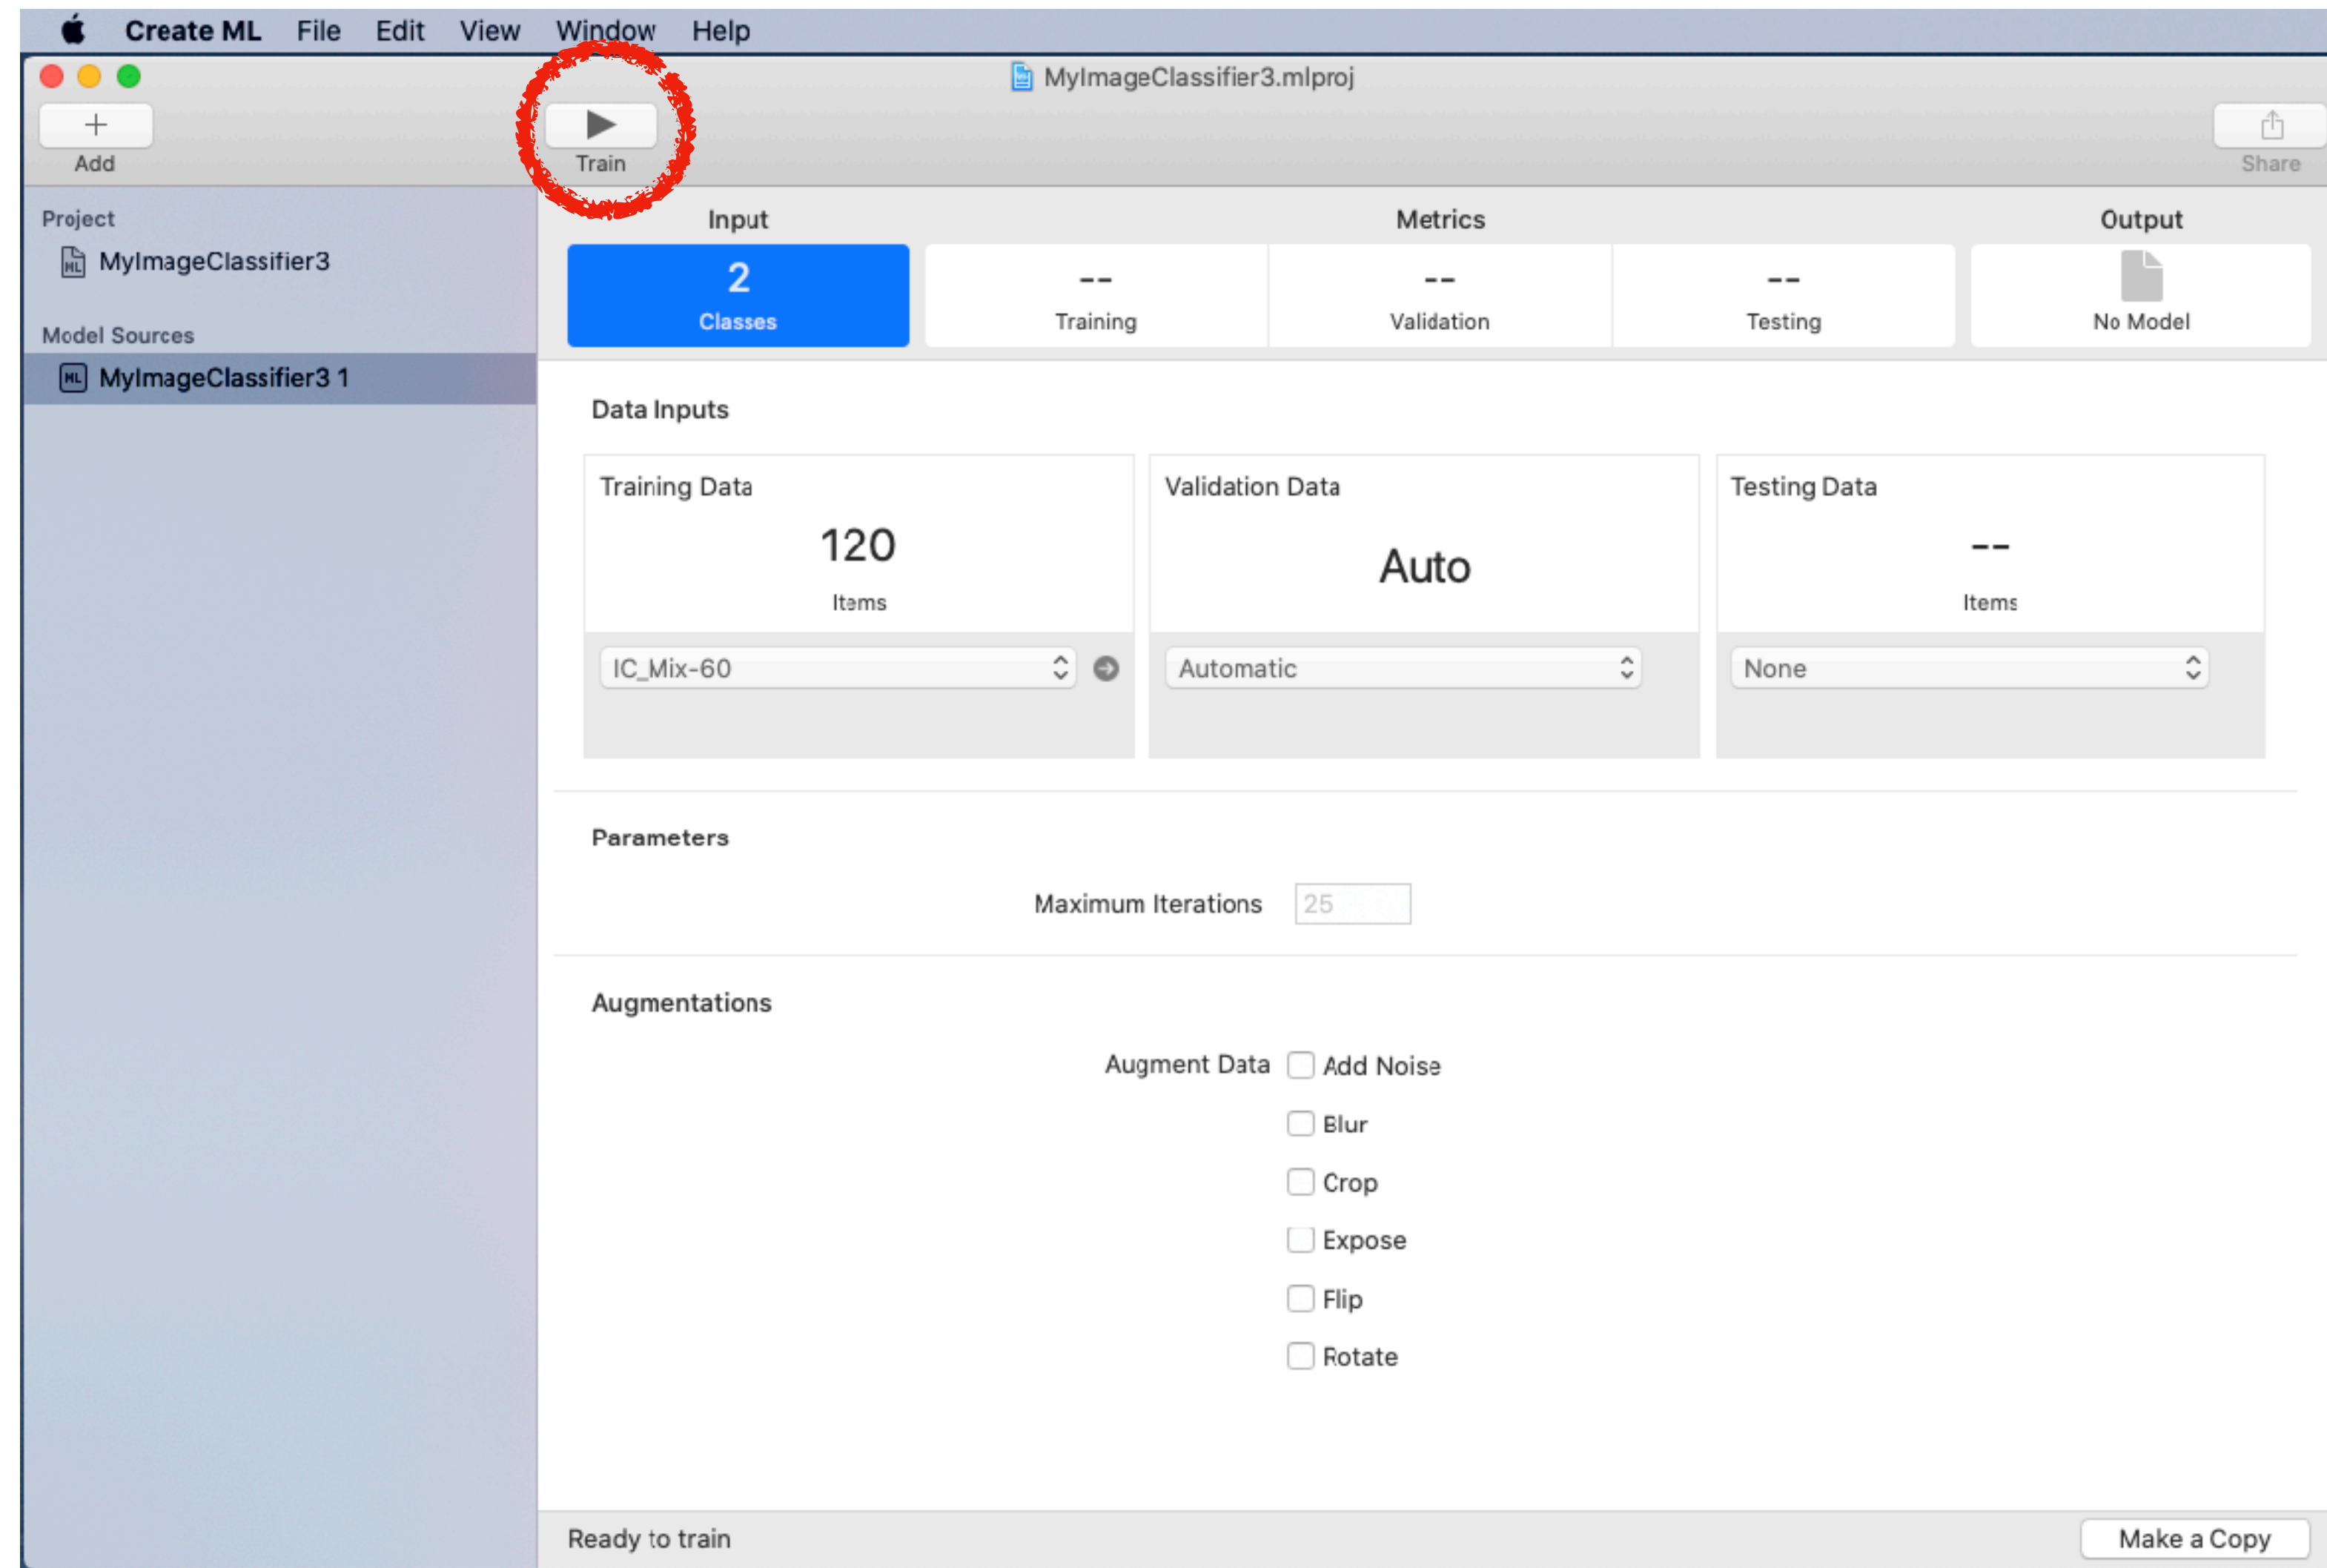 Create ML File Edit View Window Help
MyImageClassifier3.mlproj
+
Add
Train
Share
Project
MyImageClassifier3
Model Sources
ML MyImageClassifier3 1
Input Metrics Output
2 -- -- --
Classes Training Validation Testing No Model
Data Inputs
Training Data Validation Data Testing Data
120 Auto --
Items Items
IC_Mix-60 Automatic None
Parameters
Maximum Iterations 25
Augmentations
Augment Data Add Noise
Blur
Crop
Expose
Flip
Rotate
Ready to train Make a Copy